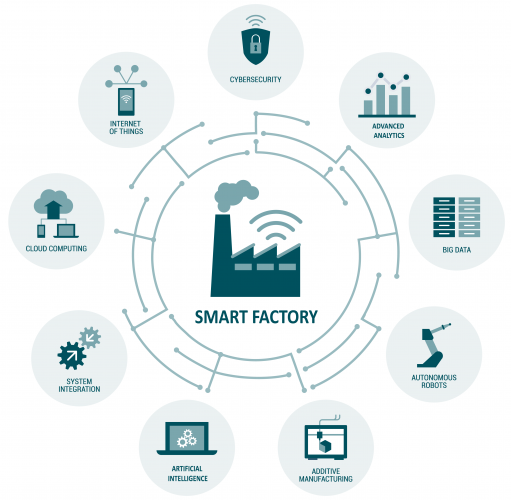 CYBERSECURITY
INTERNET
OF THINGS
ADVANCED
ANALYTICS
CLOUD COMPUTING
BIG DATA
SMART FACTORY
SYSTEM
INTEGRATION
AUTONOMOUS
ROBOTS
ARTIFICIAL
INTELLIGENCE
ADDITIVE
MANUFACTURING